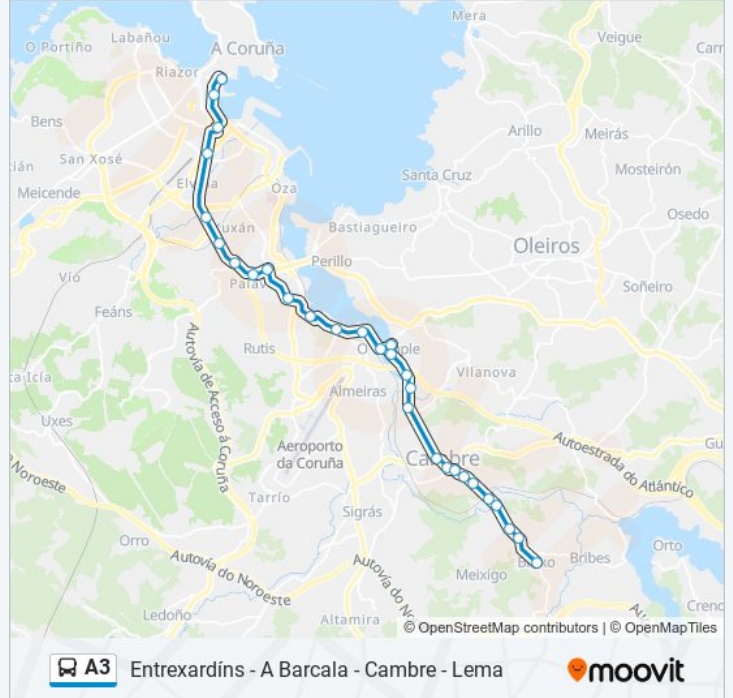 Mera
Labañou
O Portiño
A Coruña
Veigue
Riazor
Bens
Arillo
Meirás
San Xosé
Mosteirón
Santa Cruz
Meicende
Oza
Osedo
Bastiagueiro
Oleiros
Perillo
Vío
Soñeiro
Feáns
Rutis
Vilanova
Almeiras
Uxes
Autovía de Acceso á Coruña
Aeroporto
da Coruña
Cambre
Autoestrada do Atlántico
Noroeste
Tarrío
Sigrás
Orro
Autovía do Noroeste
Orto
Bribes
Meixigo
Ledoño
Altamira
© OpenStreetMap contributors | © OpenMapTiles
A3 Entrexardíns - A Barcala - Cambre - Lema
moovit